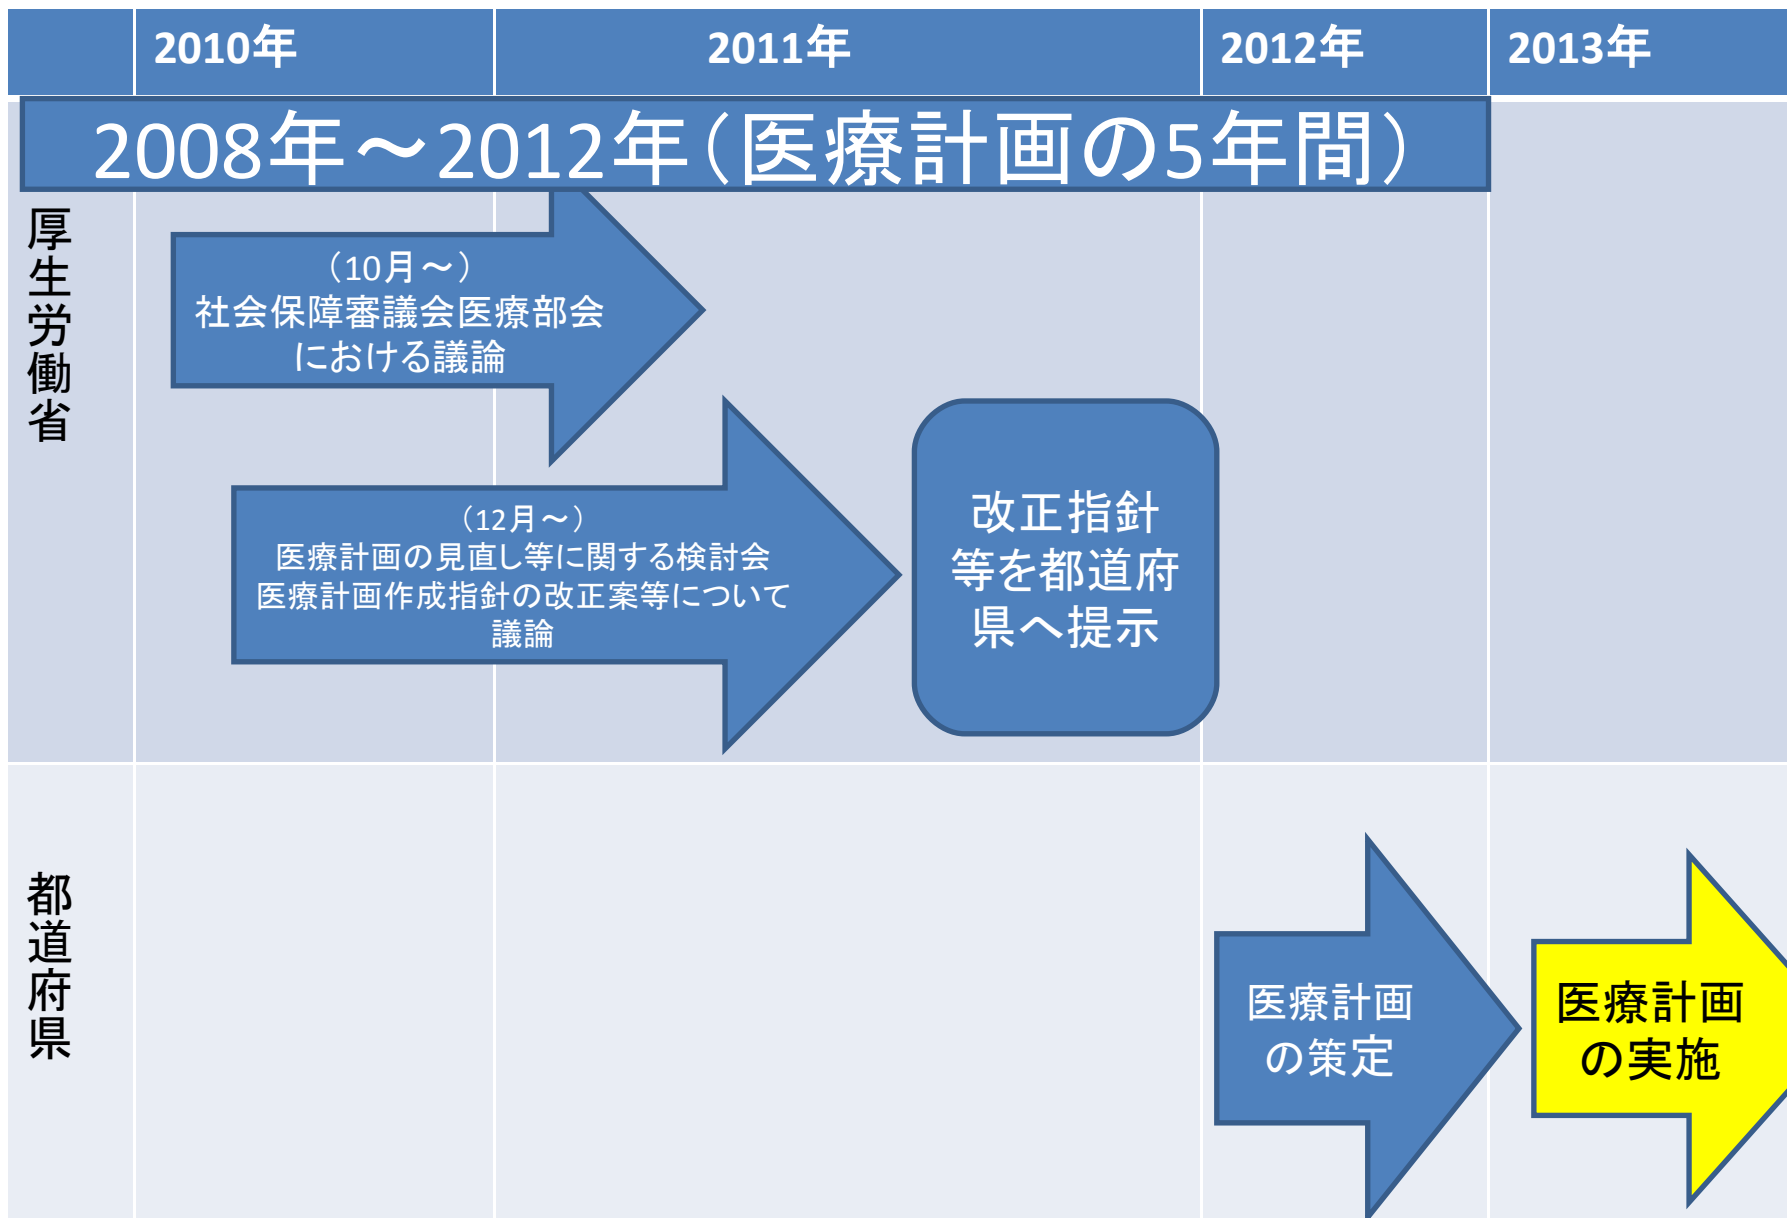 2010年
2011年
2012年
2013年
2008年～2012年（医療計画の5年間）
厚生労働省
（10月～）
社会保障審議会医療部会
における議論
（12月～）
医療計画の見直し等に関する検討会
医療計画作成指針の改正案等について
議論
改正指針
等を都道府
県へ提示
都道府県
医療計画
の策定
医療計画
の実施